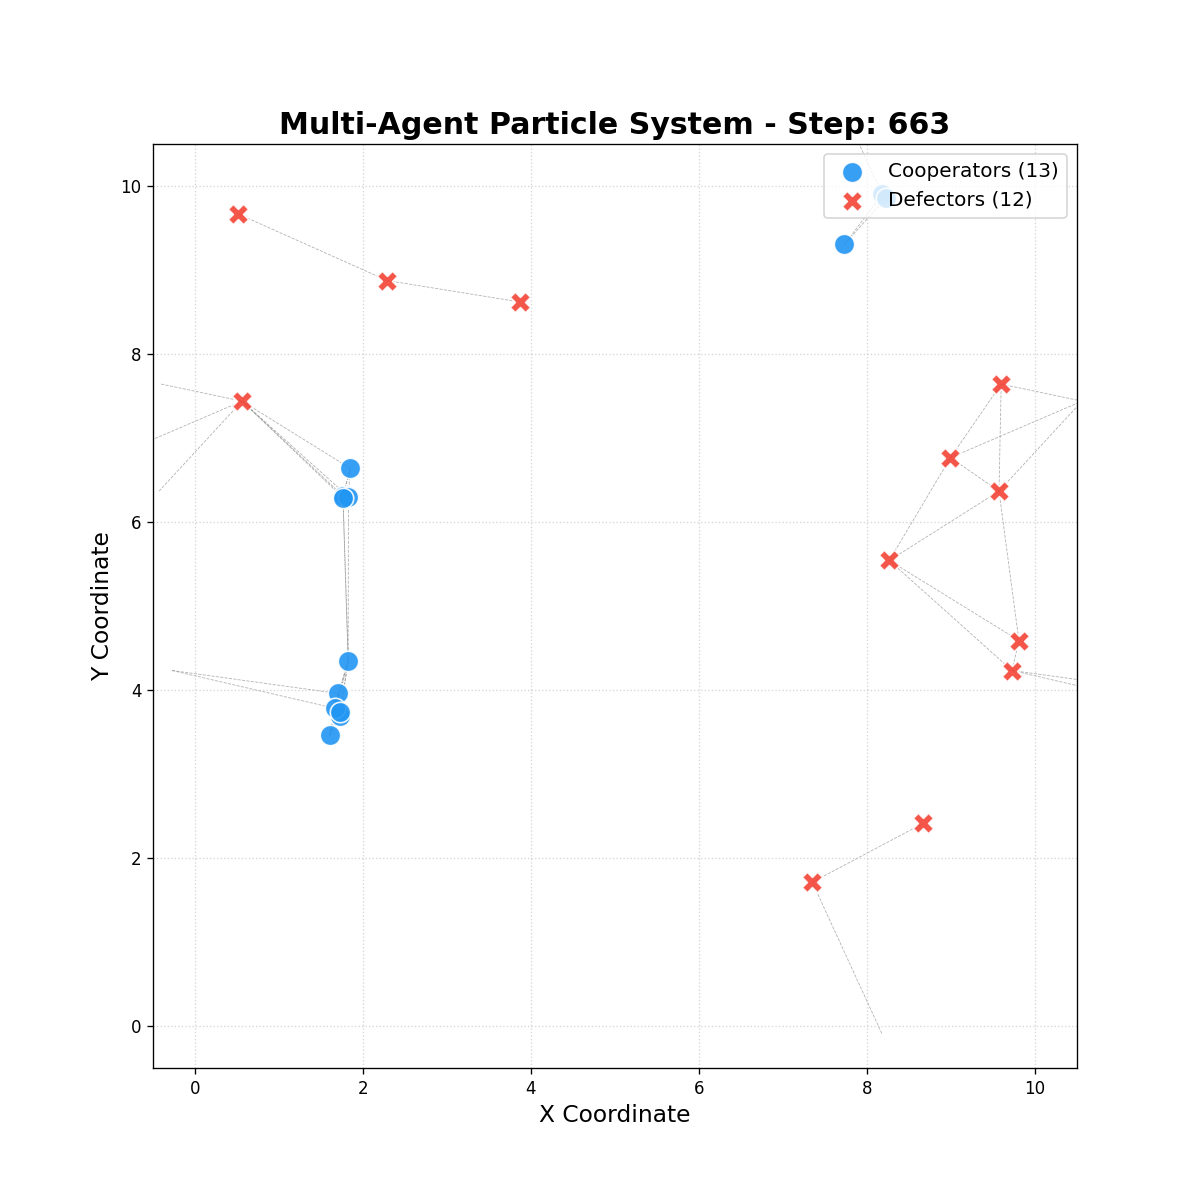 Multi-Agent Particle System - Step: 663
Cooperators (13)
Defectors (12)
10
8
6
4
2
0
Y Coordinate
0 2 4 6 8 10
X Coordinate